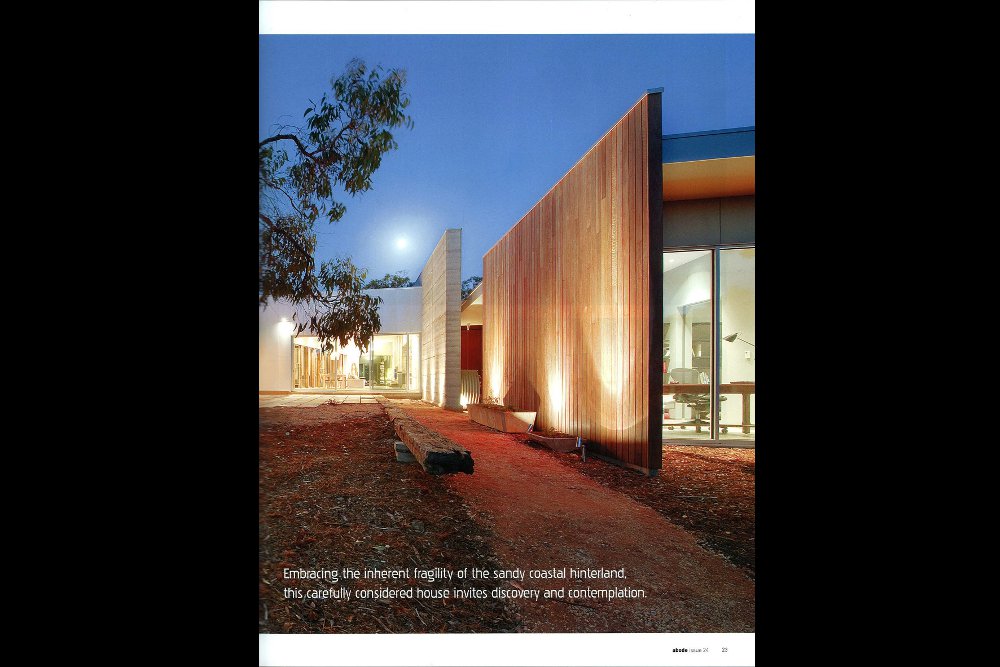 Embracing the inherent fragility of the sandy coastal hinterland,
this carefully considered house invites discovery and contemplation.
abode issue 24 23